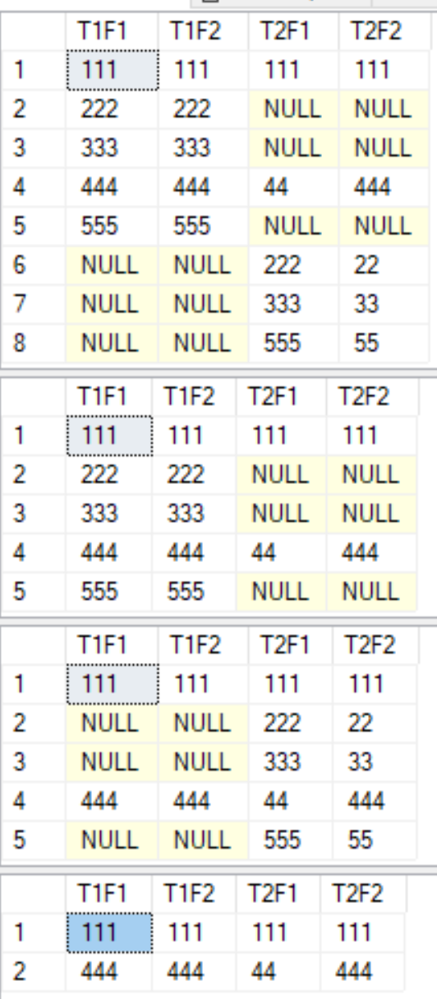 T1F1 T1F2 T2F1 T2F2
1 111 111 111 111
2 222 222 NULL NULL
3 333 333 NULL NULL
4 444 444 44 444
5 555 555 NULL NULL
6 NULL NULL 222 22
7 NULL NULL 333 33
8 NULL NULL 555 55
T1F1 T1F2 T2F1 T2F2
1 111 111 111 111
2 222 222 NULL NULL
3 333 333 NULL NULL
4 444 444 44 444
5 555 555 NULL NULL
T1F1 T1F2 T2F1 T2F2
1 111 111 111 111
2 NULL NULL 222 22
3 NULL NULL 333 33
4 444 444 44 444
5 NULL NULL 555 55
T1F1 T1F2 T2F1 T2F2
1 111 111 111 111
2 444 444 44 444